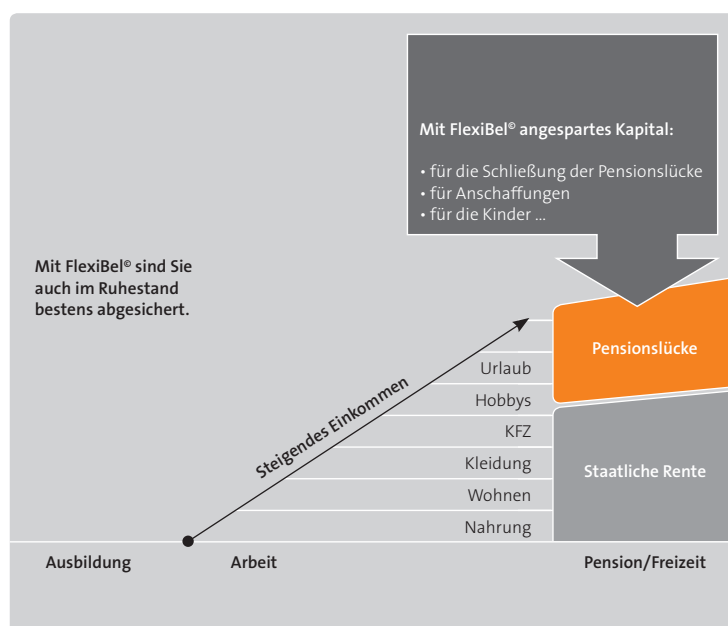 Mit FlexiBel© angespartes Kapital:
• für die Schließung der Pensionslücke
• für Anschaffungen
• für die Kinder ...
Mit FlexiBel© sind Sie
auch im Ruhestand
bestens abgesichert.
Steigendes Einkommen
Urlaub
Hobbys
KFZ
Kleidung
Wohnen
Nahrung
Pensionslücke
Staatliche Rente
Ausbildung
Arbeit
Pension/Freizeit